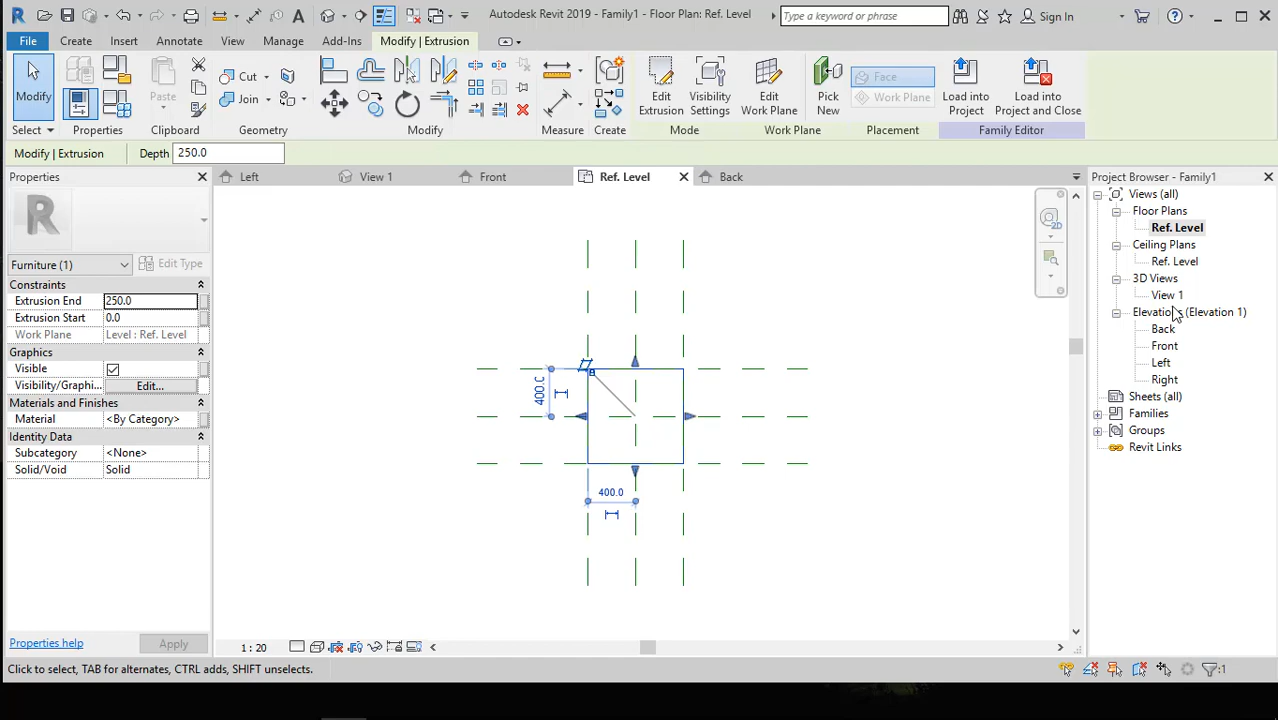 Autodesk Revit 2019 - Family1 - Floor Plan: Ref. Level
Type a keyword or phrase
Sign In
File
Create
Insert
Annotate
View
Manage
Add-Ins
Modify | Extrusion
Modify
Paste
Cut
Join
Edit Extrusion
Visibility Settings
Edit Work Plane
Pick New
Face
Work Plane
Load into Project
Load into Project and Close
Select
Properties
Clipboard
Geometry
Modify
Measure
Create
Mode
Work Plane
Placement
Family Editor
Modify | Extrusion
Depth
250.0
Properties
Left
View 1
Front
Ref. Level
Back
Project Browser - Family1
R
Furniture (1)
Edit Type
Constraints
Extrusion End
250.0
Extrusion Start
0.0
Work Plane
Level : Ref. Level
Graphics
Visible
Visibility/Graphi...
Edit...
Materials and Finishes
Material
<By Category>
Identity Data
Subcategory
<None>
Solid/Void
Solid
Properties help
Apply
400.0
400.0
2D
Views (all)
Floor Plans
Ref. Level
Ceiling Plans
Ref. Level
3D Views
View 1
Elevations (Elevation 1)
Back
Front
Left
Right
Sheets (all)
Families
Groups
Revit Links
1 : 20
Click to select, TAB for alternates, CTRL adds, SHIFT unselects.
:1